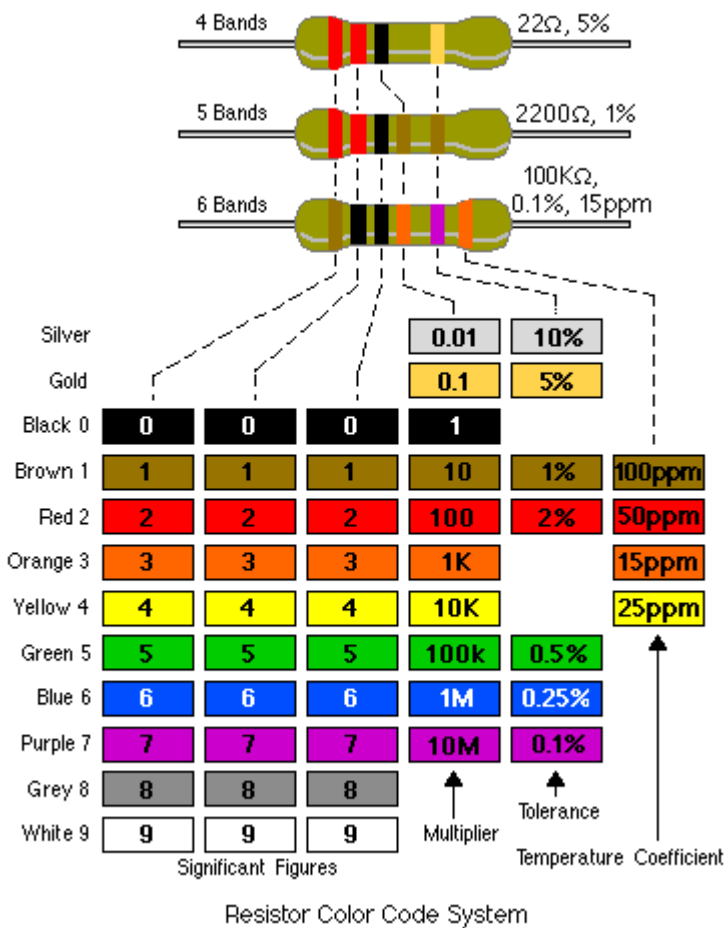 4 Bands
22Ω, 5%
5 Bands
2200Ω, 1%
6 Bands
100KΩ,
0.1%, 15ppm
Silver 0.01 10%
Gold 0.1 5%
Black 0 0 0 0 1
Brown 1 1 1 1 10 1% 100ppm
Red 2 2 2 2 100 2% 50ppm
Orange 3 3 3 3 1K 15ppm
Yellow 4 4 4 4 10K 25ppm
Green 5 5 5 5 100k 0.5%
Blue 6 6 6 6 1M 0.25%
Purple 7 7 7 7 10M 0.1%
Grey 8 8 8 8
White 9 9 9 9
Significant Figures
Multiplier
Tolerance
Temperature Coefficient
Resistor Color Code System